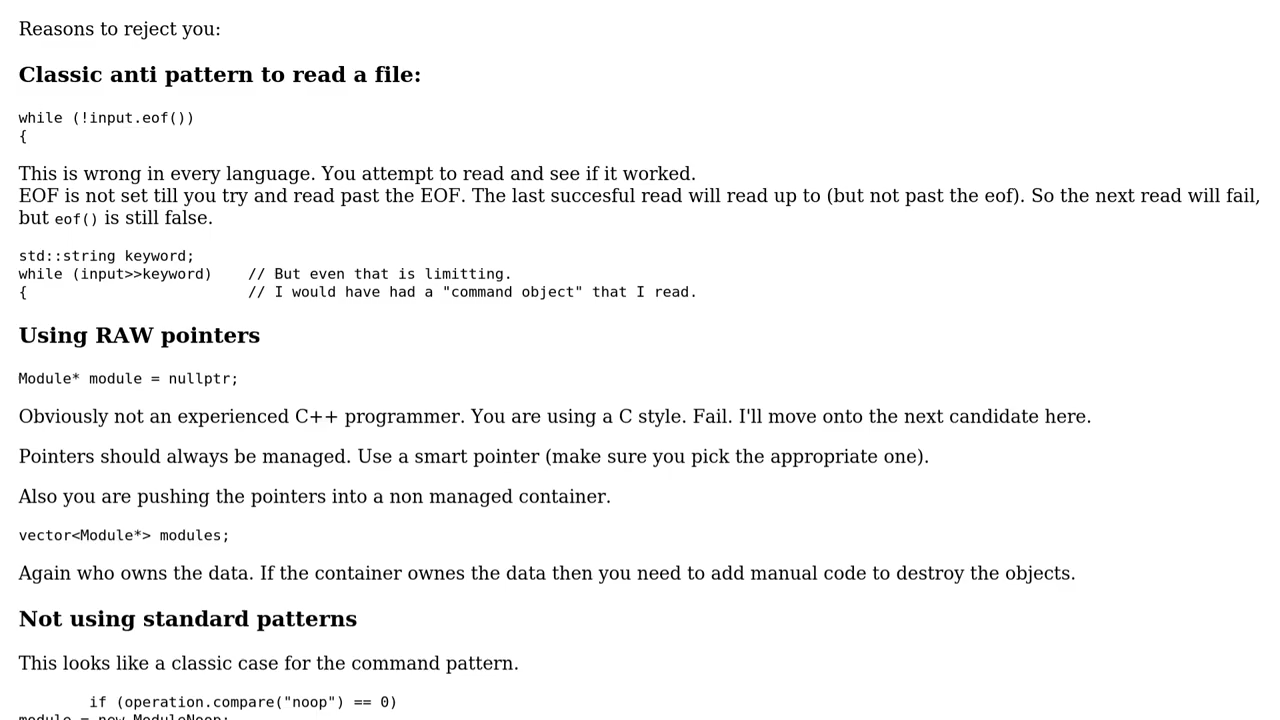 Reasons to reject you:
Classic anti pattern to read a file:
while (!input.eof())
{
This is wrong in every language. You attempt to read and see if it worked.
EOF is not set till you try and read past the EOF. The last succesful read will read up to (but not past the eof). So the next read will fail,
but eof() is still false.
std::string keyword;
while (input>>keyword)    // But even that is limitting.
{                         // I would have had a "command object" that I read.
Using RAW pointers
Module* module = nullptr;
Obviously not an experienced C++ programmer. You are using a C style. Fail. I'll move onto the next candidate here.
Pointers should always be managed. Use a smart pointer (make sure you pick the appropriate one).
Also you are pushing the pointers into a non managed container.
vector<Module*> modules;
Again who owns the data. If the container ownes the data then you need to add manual code to destroy the objects.
Not using standard patterns
This looks like a classic case for the command pattern.
        if (operation.compare("noop") == 0)
module = new ModuleNoop;